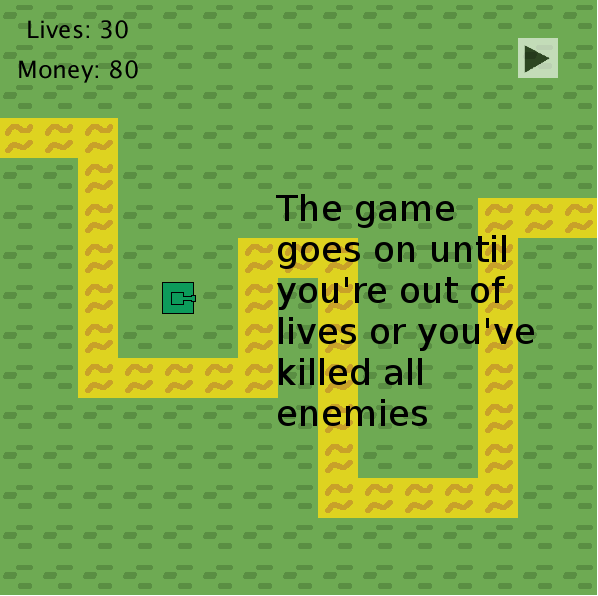 Lives: 30
Money: 80
The game
goes on until
you're out of
lives or you've
killed all
enemies